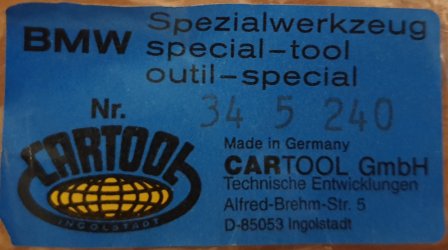 BMW Spezialwerkzeug
special-tool
outil-special
Nr. 34 5 240
CARTOOL
INGOLSTADT
Made in Germany
CARTOOL GmbH
Technische Entwicklungen
Alfred-Brehm-Str. 5
D-85053 Ingolstadt